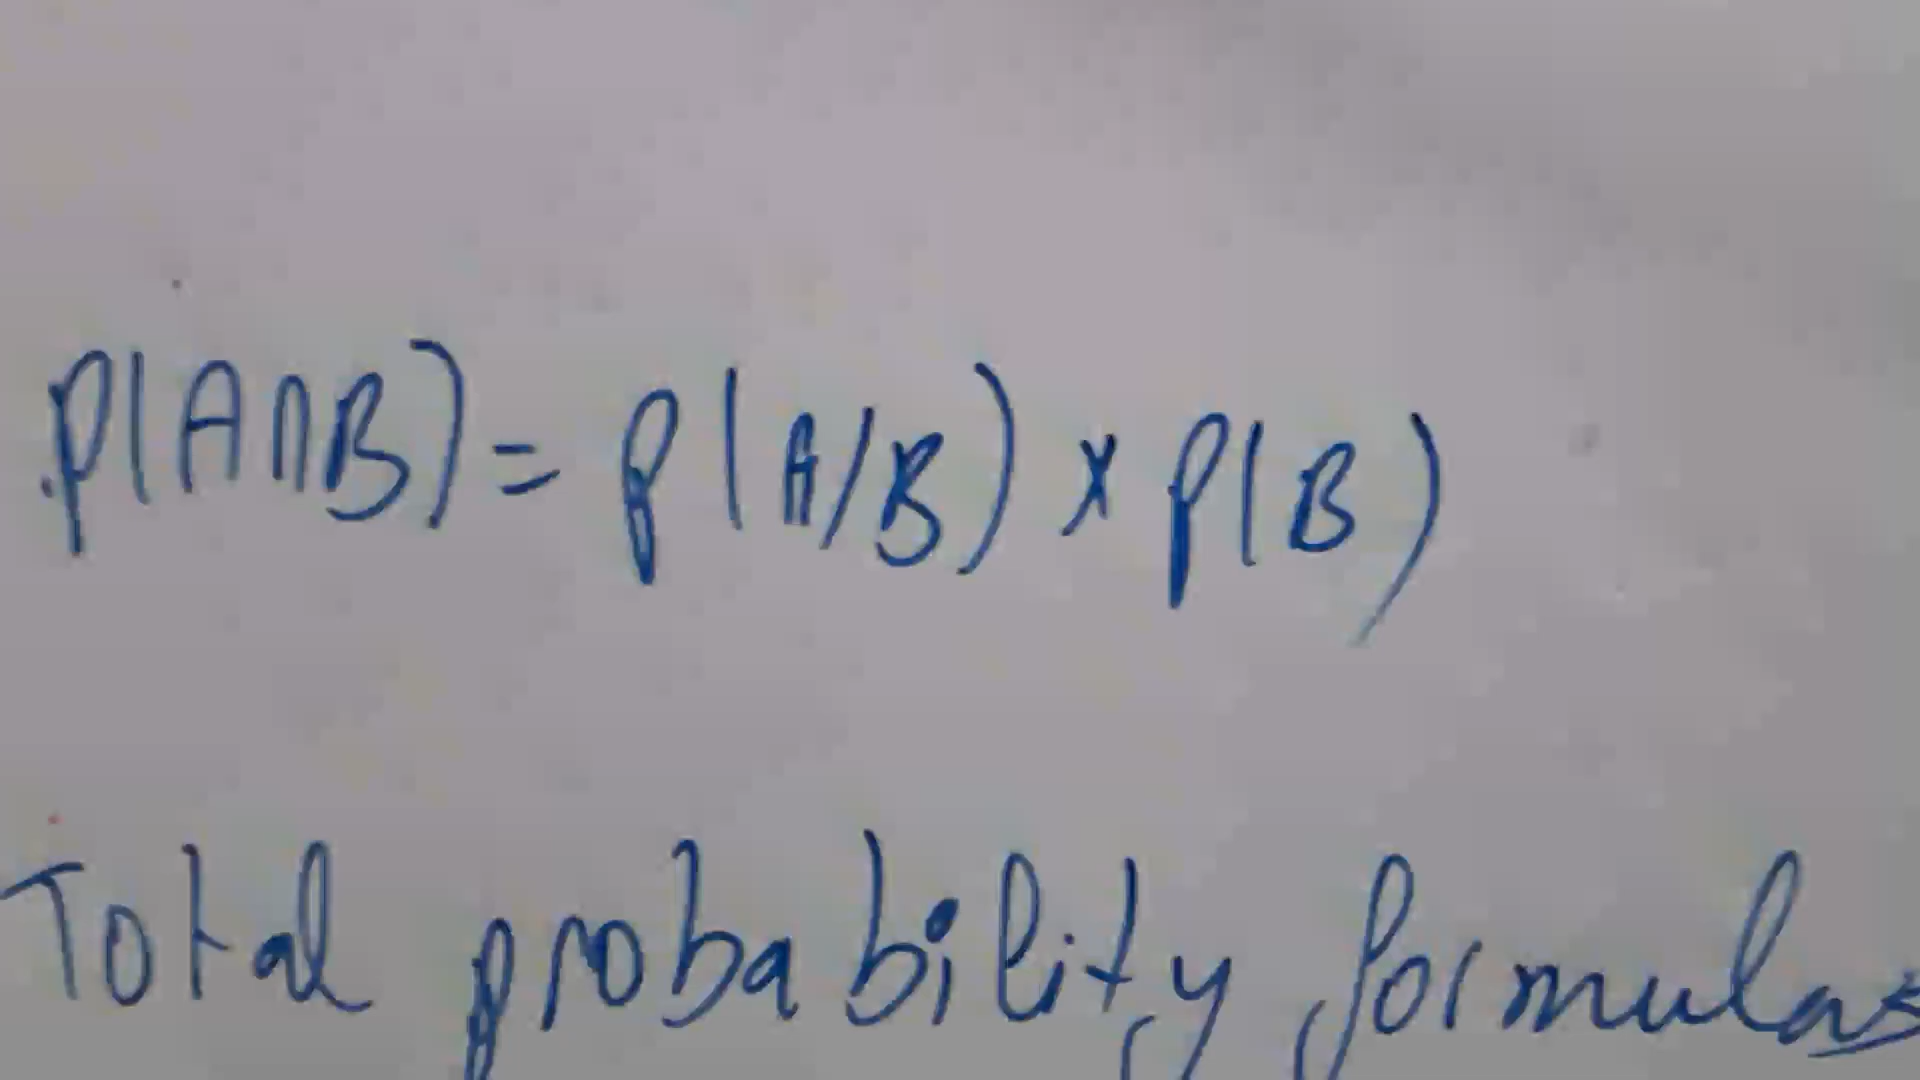 P(A∩B) = P(A/B) x P(B)
Total probability formulas